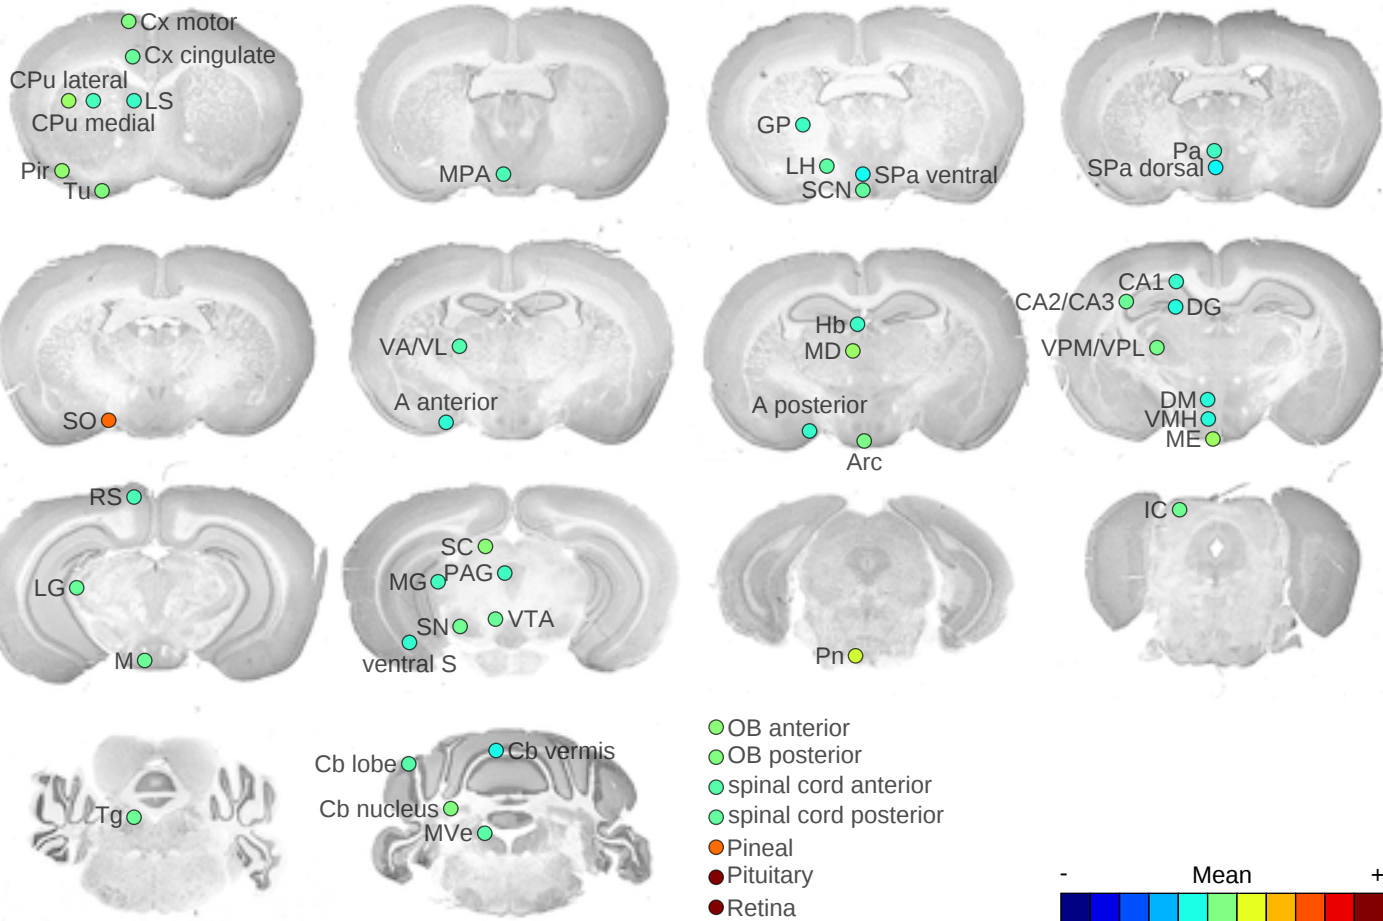 Cx motor
Cx cingulate
CPu lateral
LS
CPu medial
Pir
Tu
MPA
GP
LH
SPa ventral
SCN
Pa
SPa dorsal
SO
VA/VL
A anterior
Hb
MD
A posterior
Arc
CA1
CA2/CA3
DG
VPM/VPL
DM
VMH
ME
RS
LG
M
SC
MG
PAG
SN
VTA
ventral S
Pn
IC
Tg
Cb lobe
Cb vermis
Cb nucleus
MVe
OB anterior
OB posterior
spinal cord anterior
spinal cord posterior
Pineal
Pituitary
Retina
- Mean +